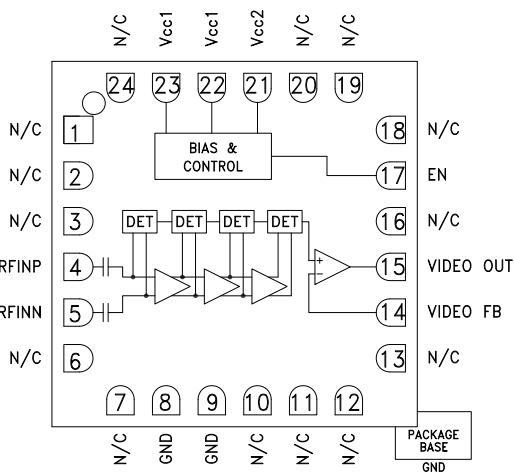 N/C Vcc1 Vcc1 Vcc2 N/C N/C
24 23 22 21 20 19
N/C 1 18 N/C
BIAS &
CONTROL
N/C 2 17 EN
N/C 3 16 N/C
DET DET DET DET
RFINP 4 + 15 VIDEO OUT
−
RFINN 5 14 VIDEO FB
N/C 6 13 N/C
7 8 9 10 11 12
N/C GND GND N/C N/C N/C
PACKAGE
BASE
GND